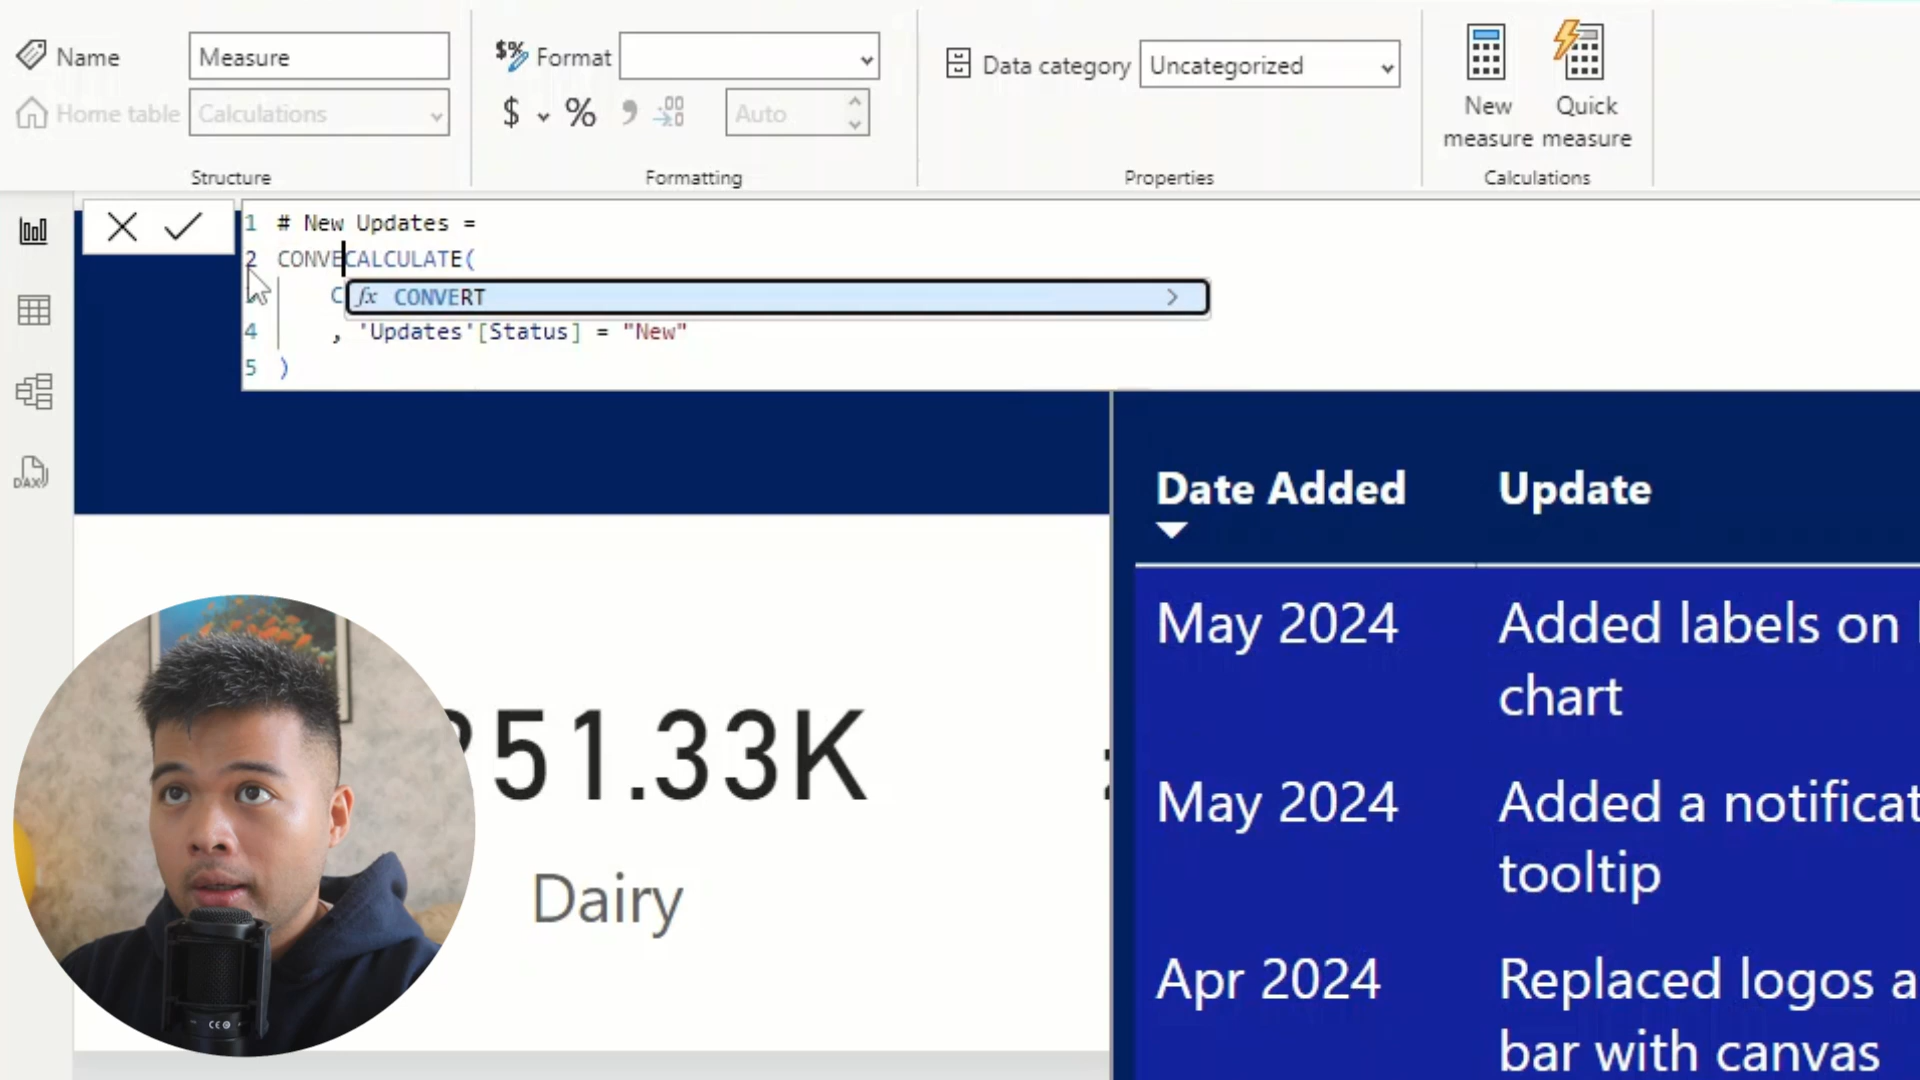 Name
Measure
Format
Data category
Uncategorized
Home table
Calculations
$ % Auto
New measure
Quick measure
Structure
Formatting
Properties
Calculations
1 # New Updates =
2 CONVECALCULATE(
C
fx CONVERT
4 , 'Updates'[Status] = "New"
5 )
DAX
Date Added
Update
May 2024
Added labels on
chart
May 2024
Added a notificat
tooltip
Apr 2024
Replaced logos a
bar with canvas
51.33K
Dairy